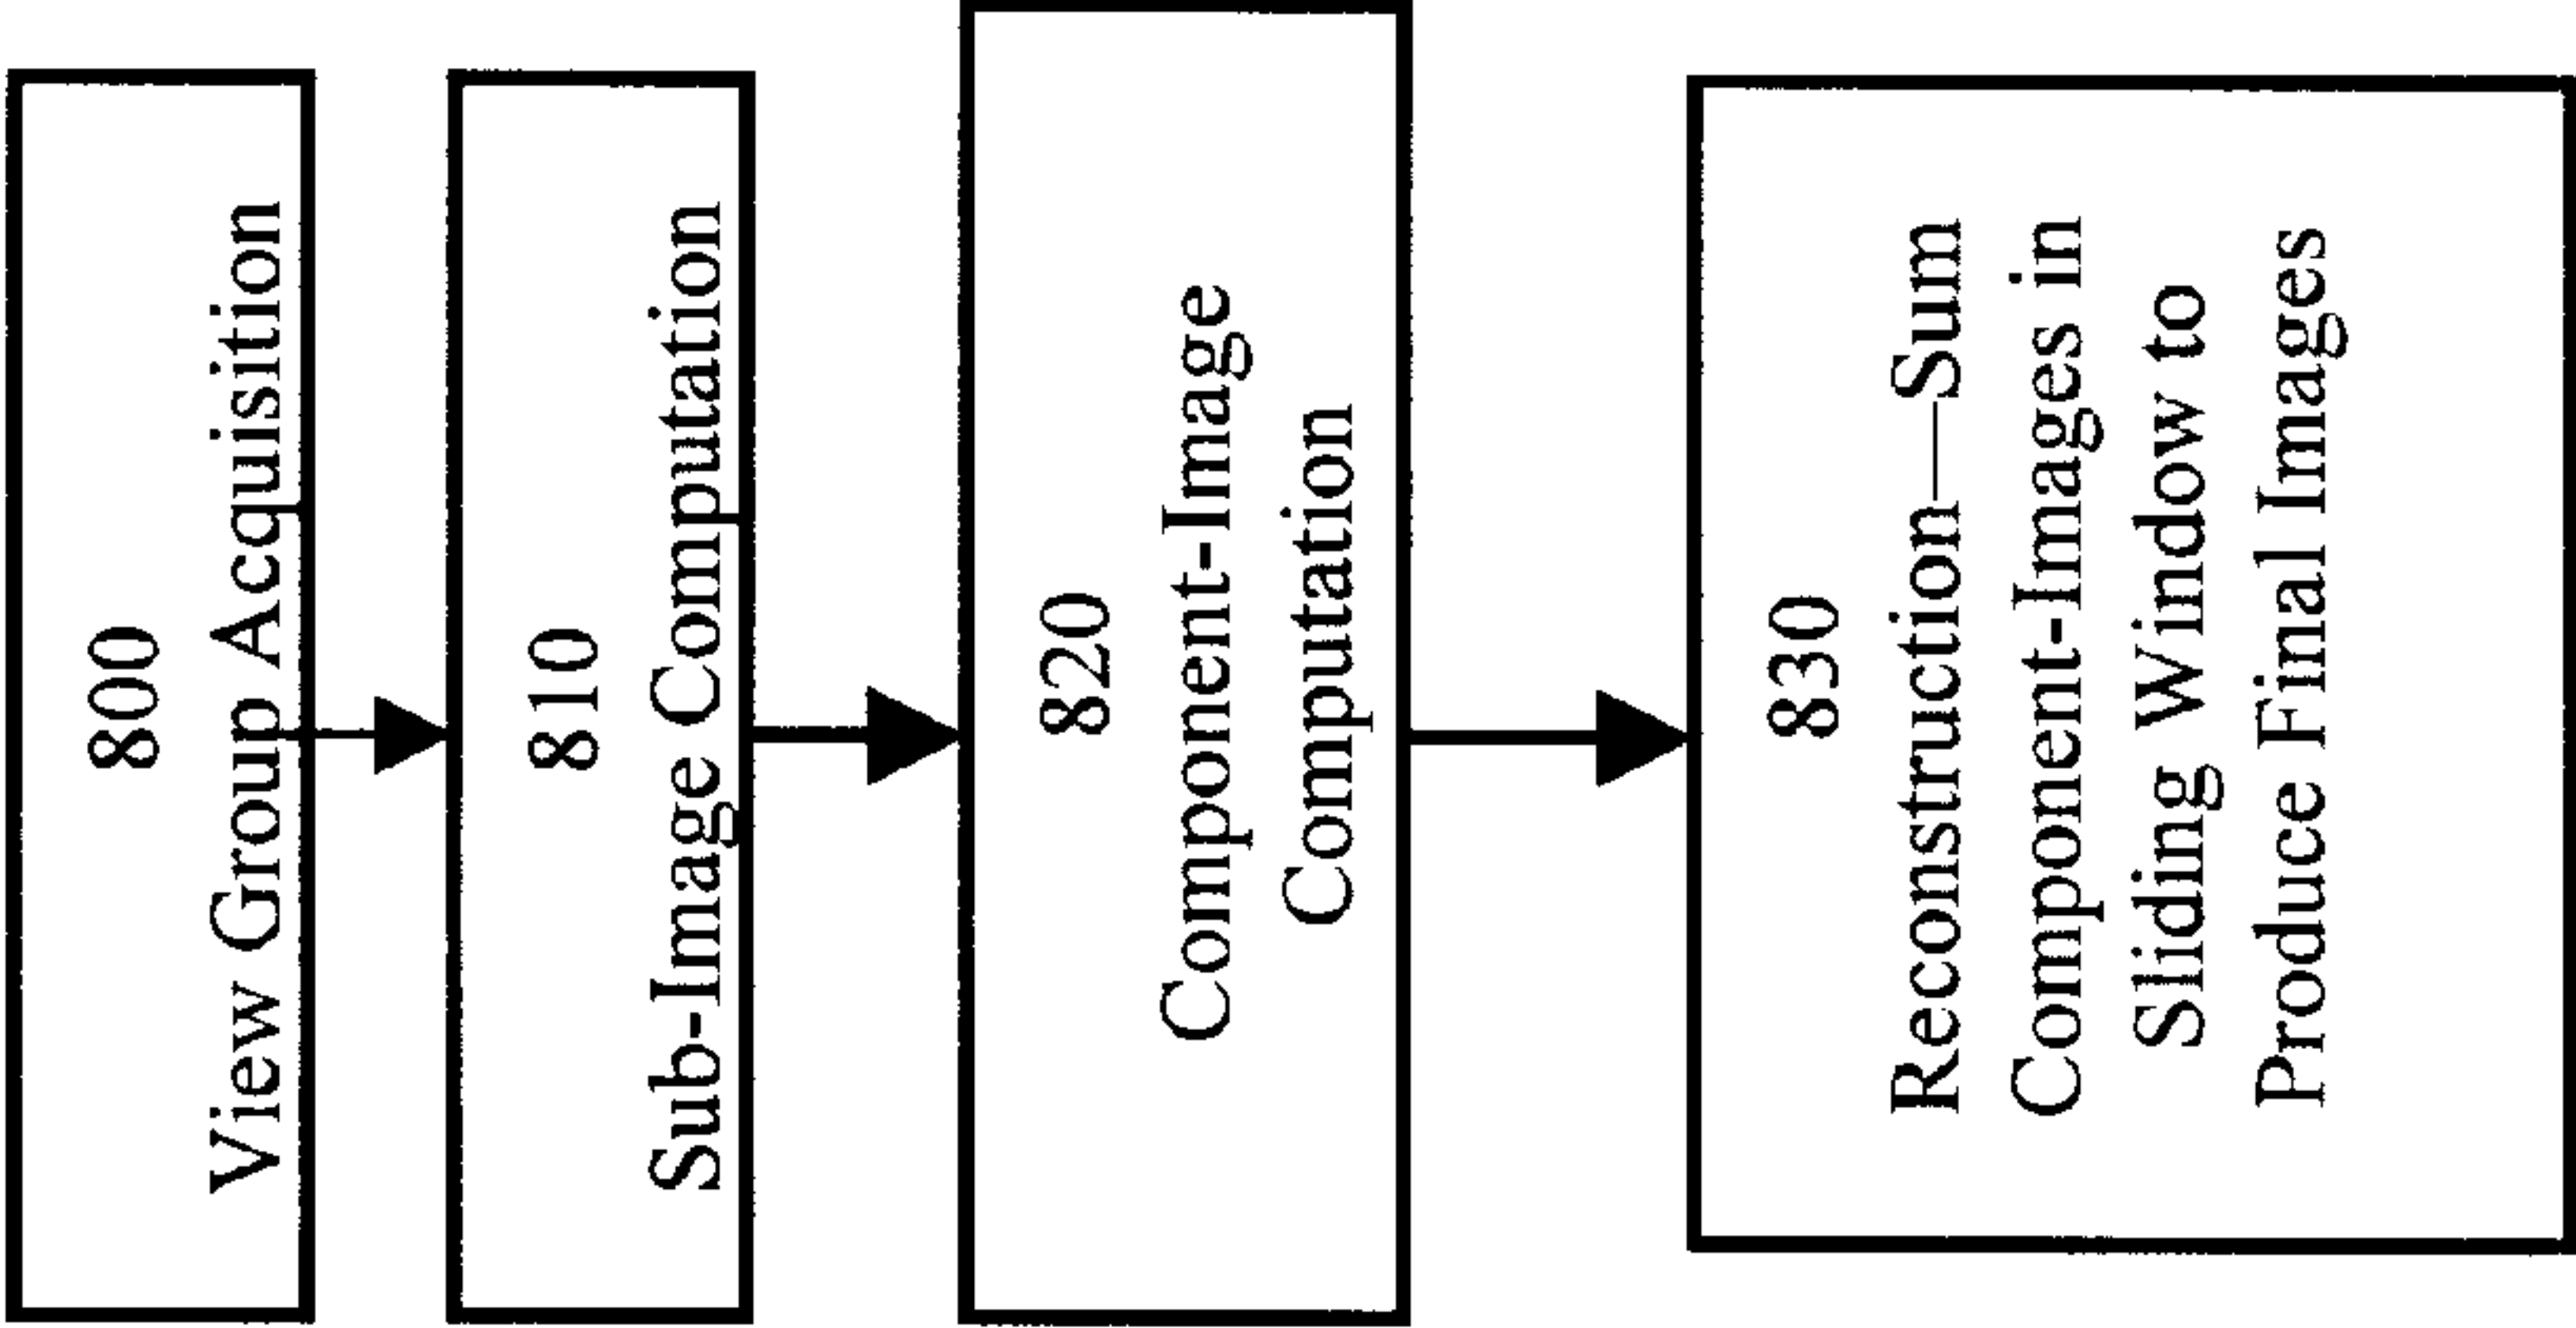 800
View Group Acquisition
810
Sub-Image Computation
820
Component-Image
Computation
830
Reconstruction—Sum
Component-Images in
Sliding Window to
Produce Final Images